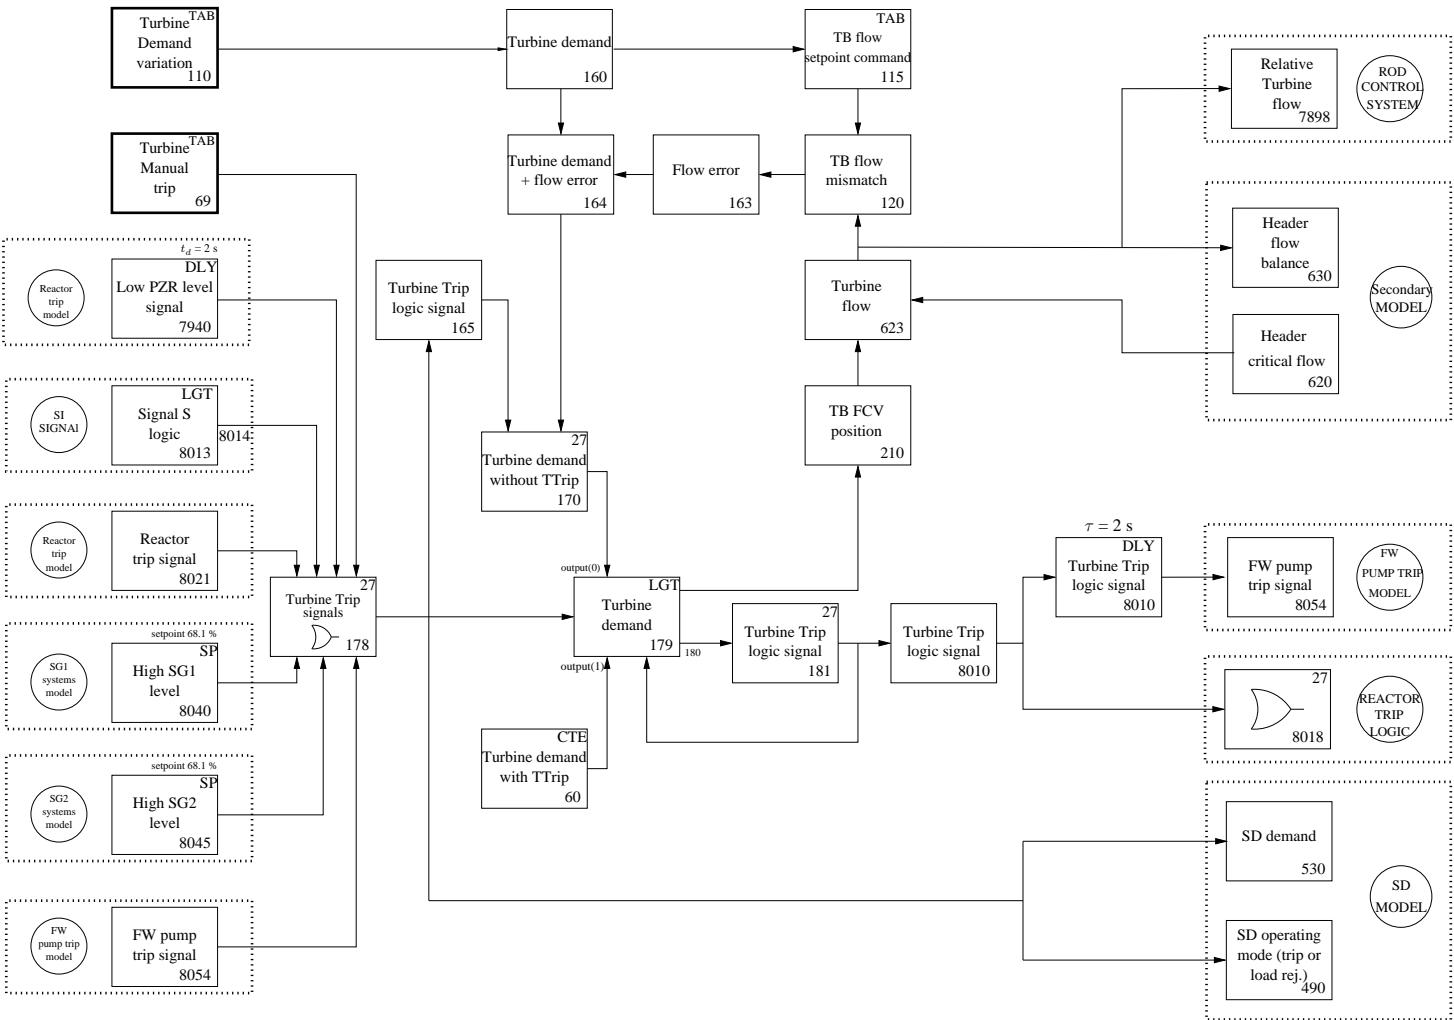 Turbine TAB
Demand
variation
110
Turbine demand
160
TAB
TB flow
setpoint command
115
Relative
Turbine
flow
7898
ROD
CONTROL
SYSTEM
Turbine TAB
Manual
trip
69
Turbine demand
+ flow error
164
Flow error
163
TB flow
mismatch
120
Header
flow
balance
630
Header
critical flow
620
Secondary
MODEL
t_d = 2 s
DLY
Low PZR level
signal
7940
Reactor
trip
model
Turbine Trip
logic signal
165
Turbine
flow
623
LGT
Signal S
logic
8013
8014
SI
SIGNAl
27
Turbine demand
without TTrip
170
TB FCV
position
210
Reactor
trip signal
8021
Reactor
trip
model
27
Turbine Trip
signals
178
output(0)
LGT
Turbine
demand
179
180
output(1)
27
Turbine Trip
logic signal
181
Turbine Trip
logic signal
8010
τ = 2 s
DLY
Turbine Trip
logic signal
8010
FW pump
trip signal
8054
FW
PUMP TRIP
MODEL
setpoint 68.1 %
SP
High SG1
level
8040
SG1
systems
model
27
8018
REACTOR
TRIP
LOGIC
CTE
Turbine demand
with TTrip
60
setpoint 68.1 %
SP
High SG2
level
8045
SG2
systems
model
SD demand
530
SD
MODEL
FW pump
trip signal
8054
FW
pump trip
model
SD operating
mode (trip or
load rej.)
490